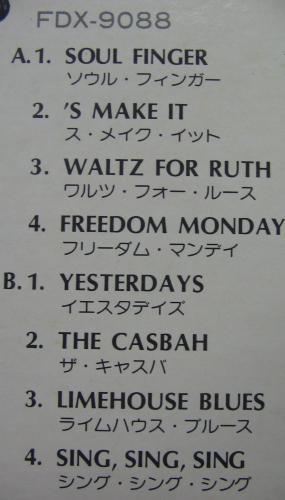 FDX-9088
A.1. SOUL FINGER
ソウル・フィンガー
2. 'S MAKE IT
ス・メイク・イット
3. WALTZ FOR RUTH
ワルツ・フォー・ルース
4. FREEDOM MONDAY
フリーダム・マンデイ
B.1. YESTERDAYS
イエスタデイズ
2. THE CASBAH
ザ・キャスバ
3. LIMEHOUSE BLUES
ライムハウス・ブルース
4. SING, SING, SING
シング・シング・シング